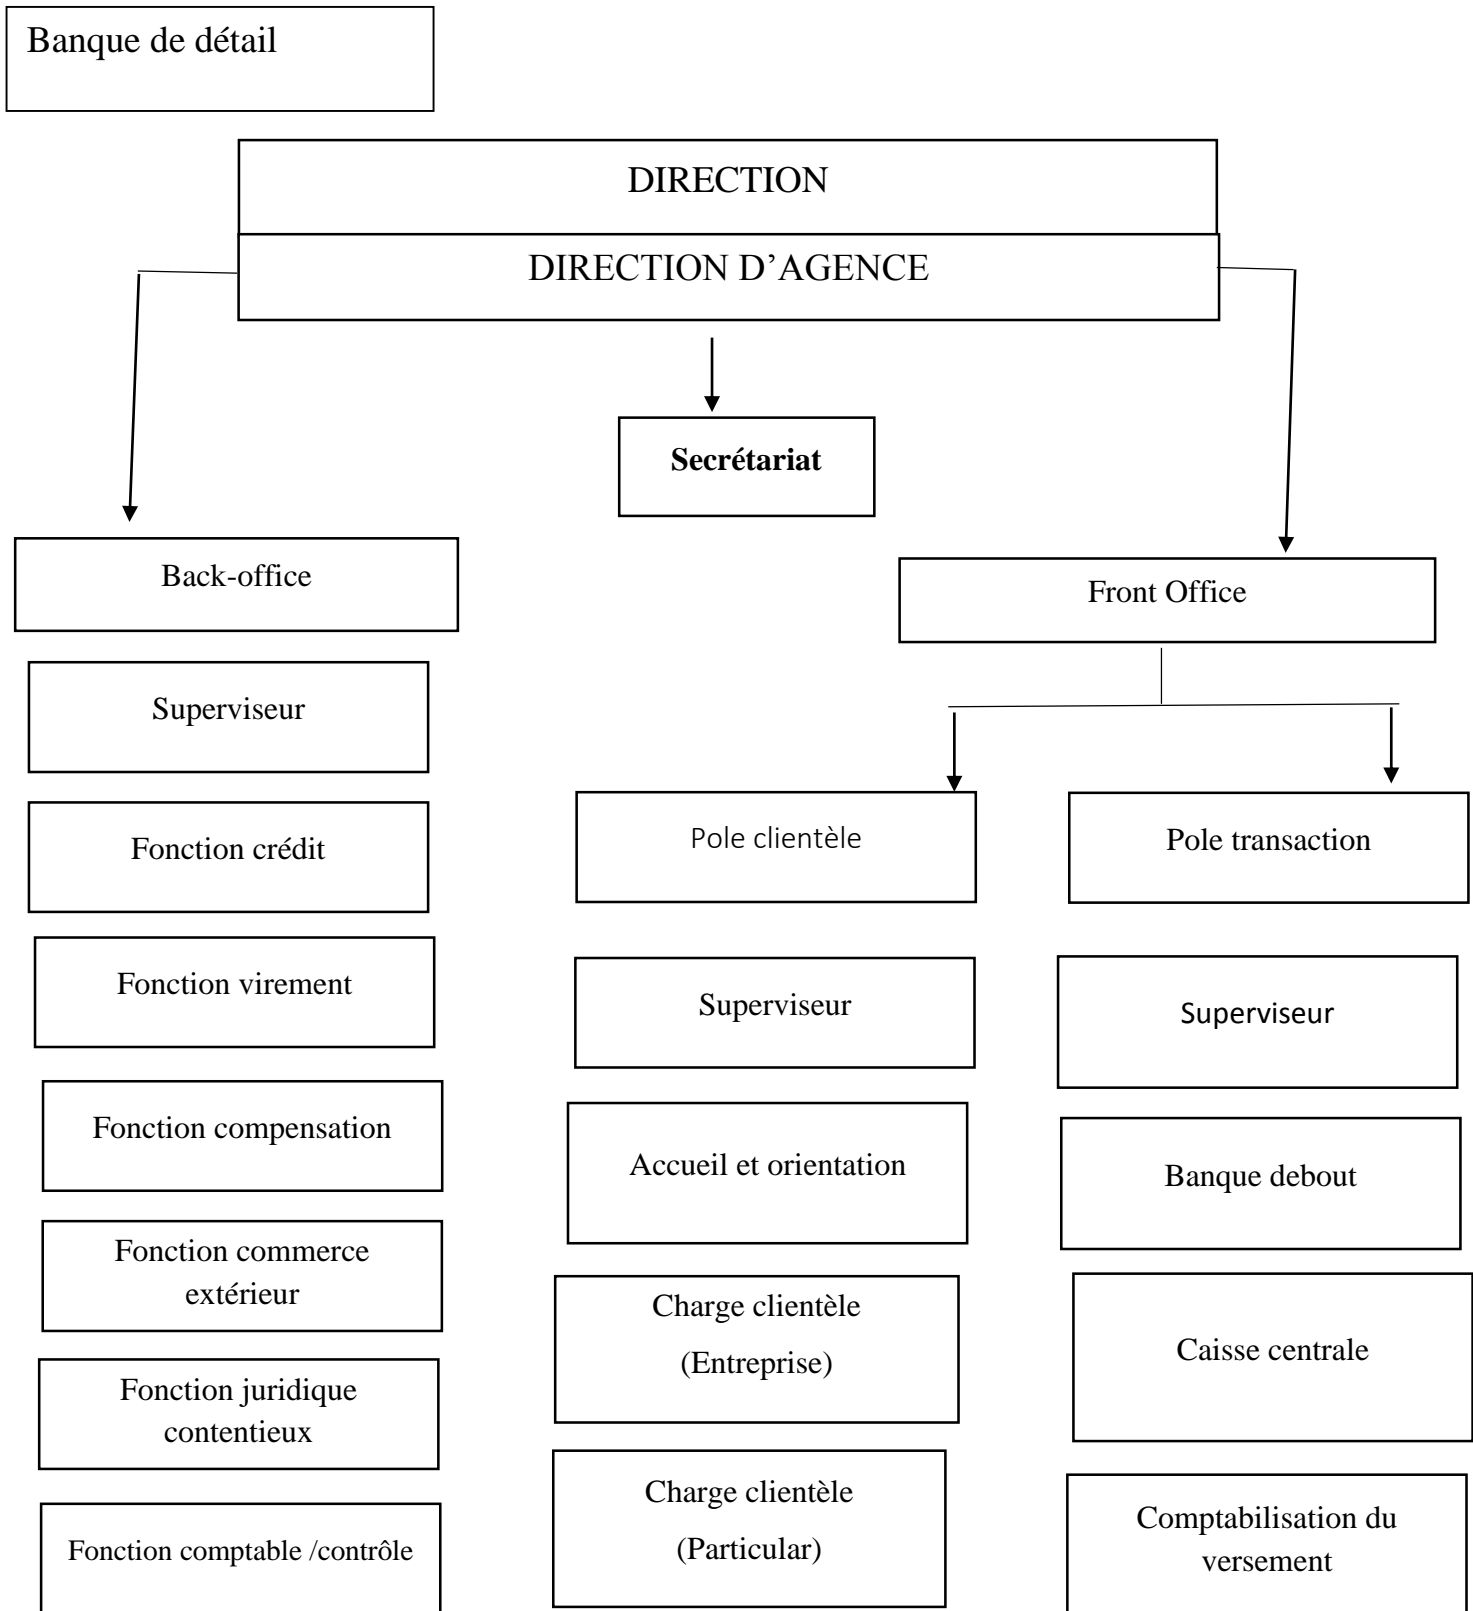 Banque de détail
DIRECTION
DIRECTION D’AGENCE
Secrétariat
Back-office
Superviseur
Fonction crédit
Fonction virement
Fonction compensation
Fonction commerce
extérieur
Fonction juridique
contentieux
Fonction comptable /contrôle
Front Office
Pole clientèle
Superviseur
Accueil et orientation
Charge clientèle
(Entreprise)
Charge clientèle
(Particular)
Pole transaction
Superviseur
Banque debout
Caisse centrale
Comptabilisation du
versement